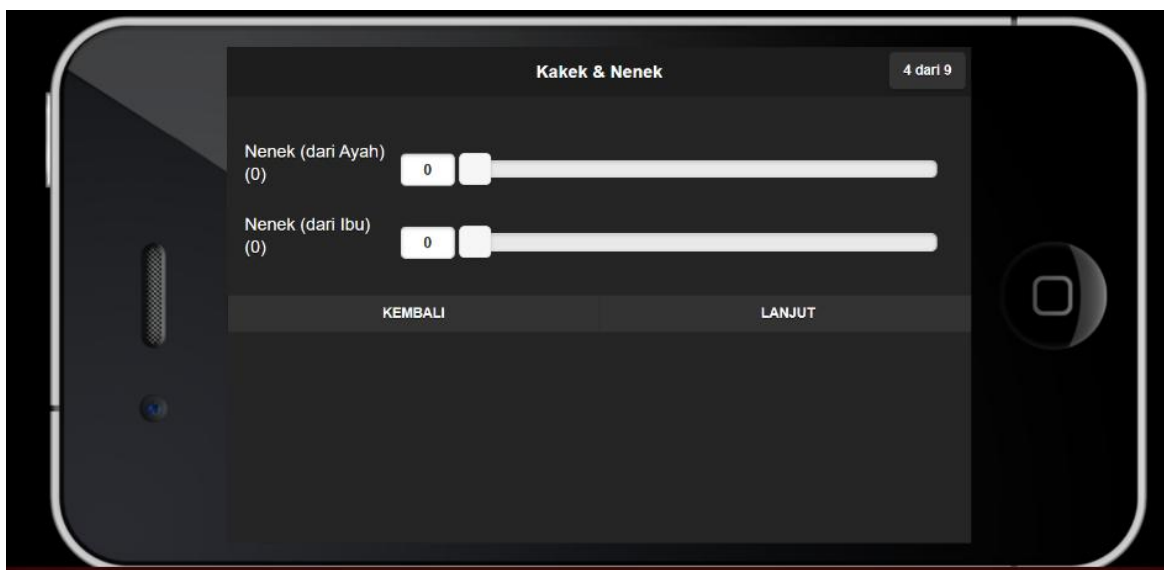 Kakek & Nenek
4 dari 9
Nenek (dari Ayah)
(0)
0
Nenek (dari Ibu)
(0)
0
KEMBALI
LANJUT